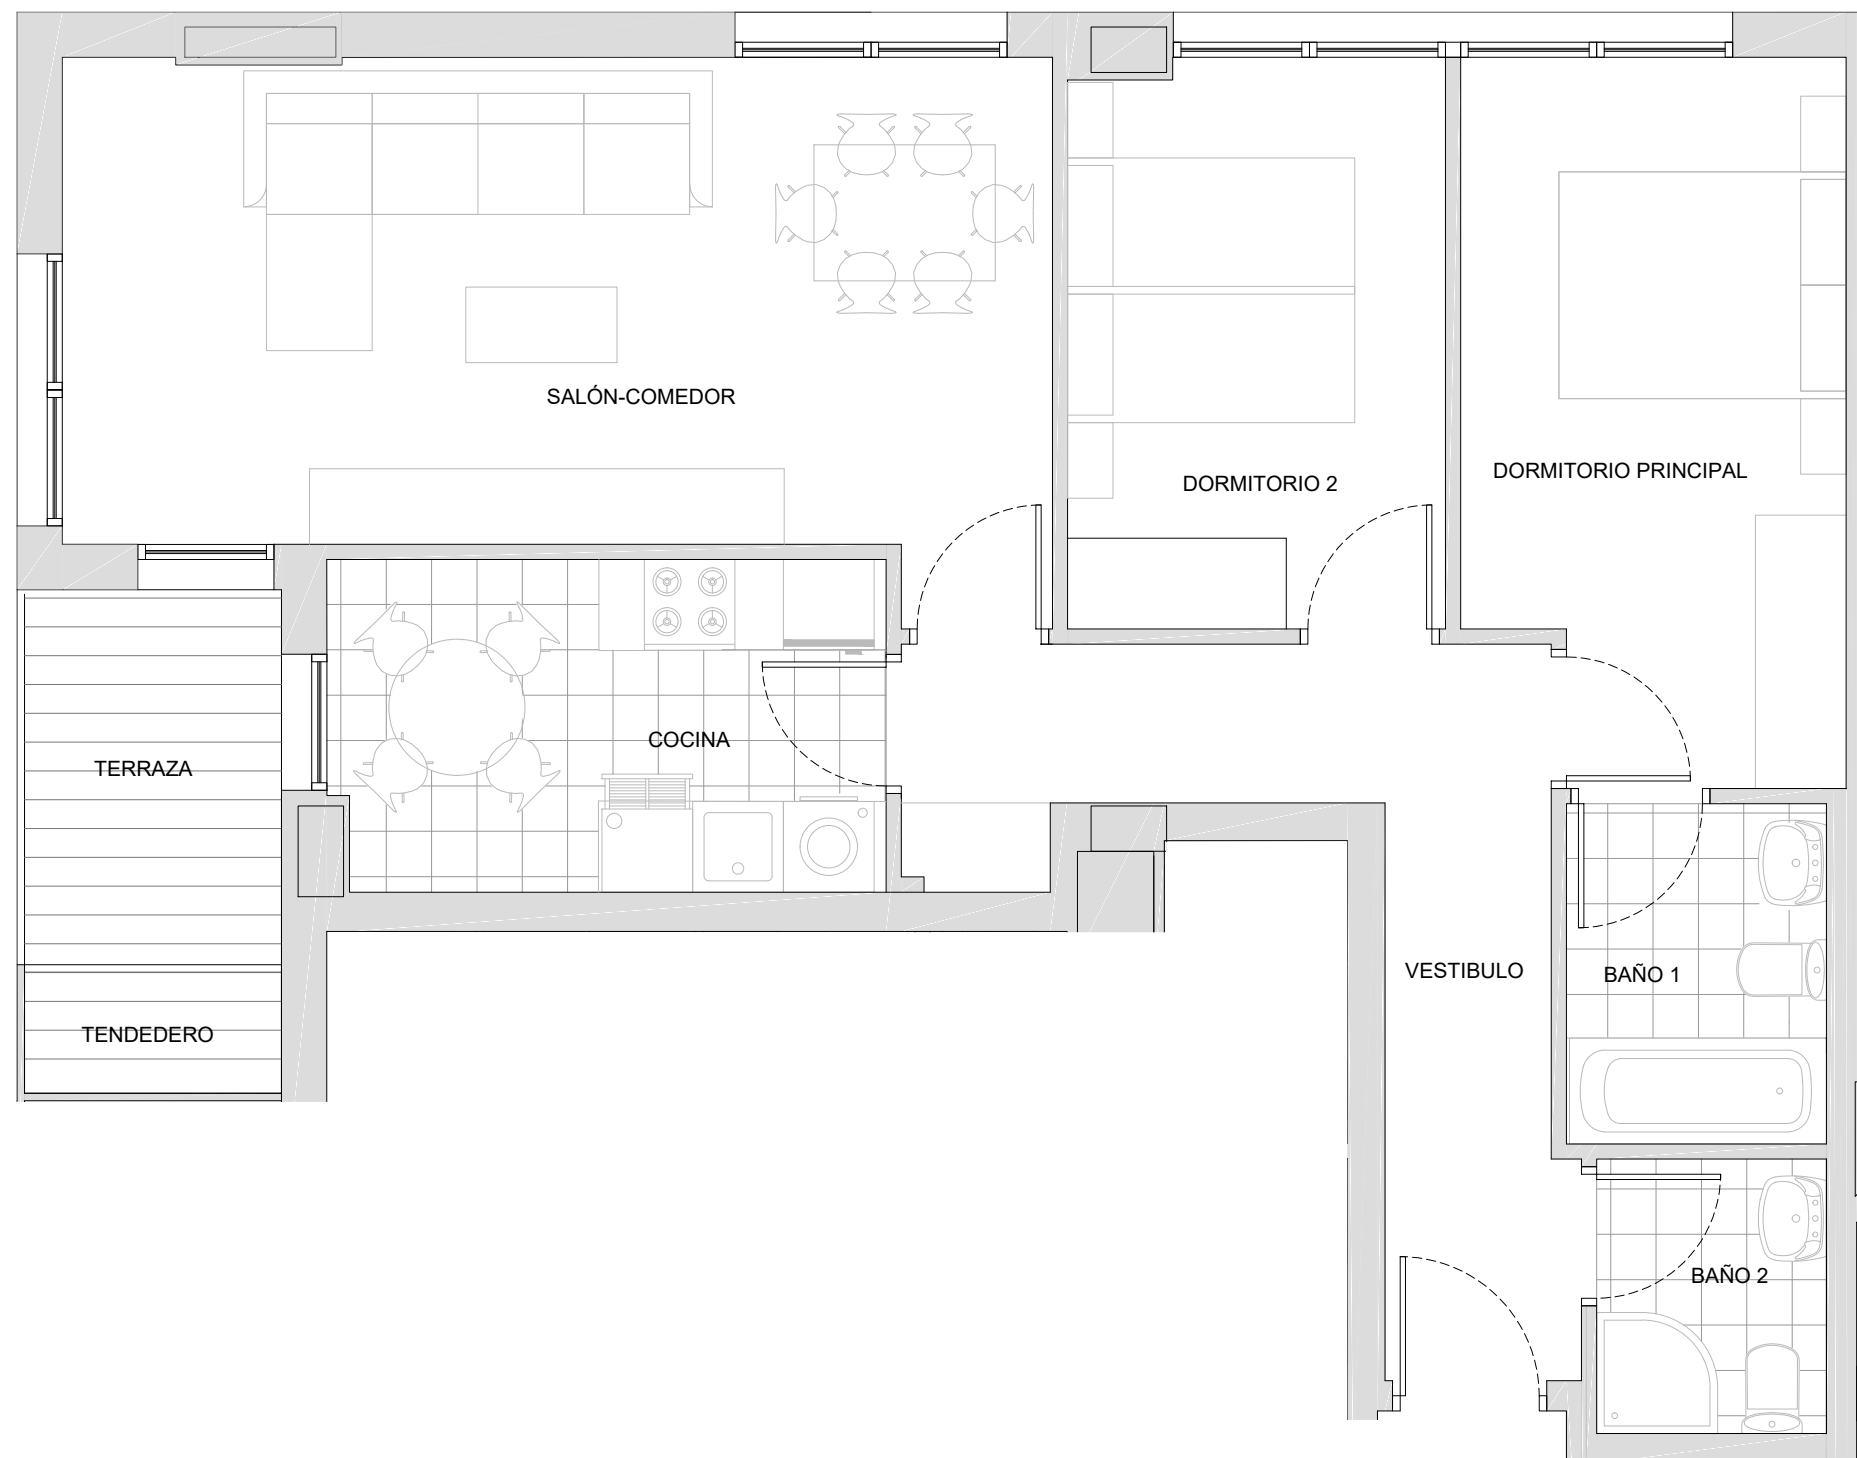 SALÓN-COMEDOR
DORMITORIO 2
DORMITORIO PRINCIPAL
COCINA
TERRAZA
VESTIBULO
BAÑO 1
TENDEDERO
BAÑO 2